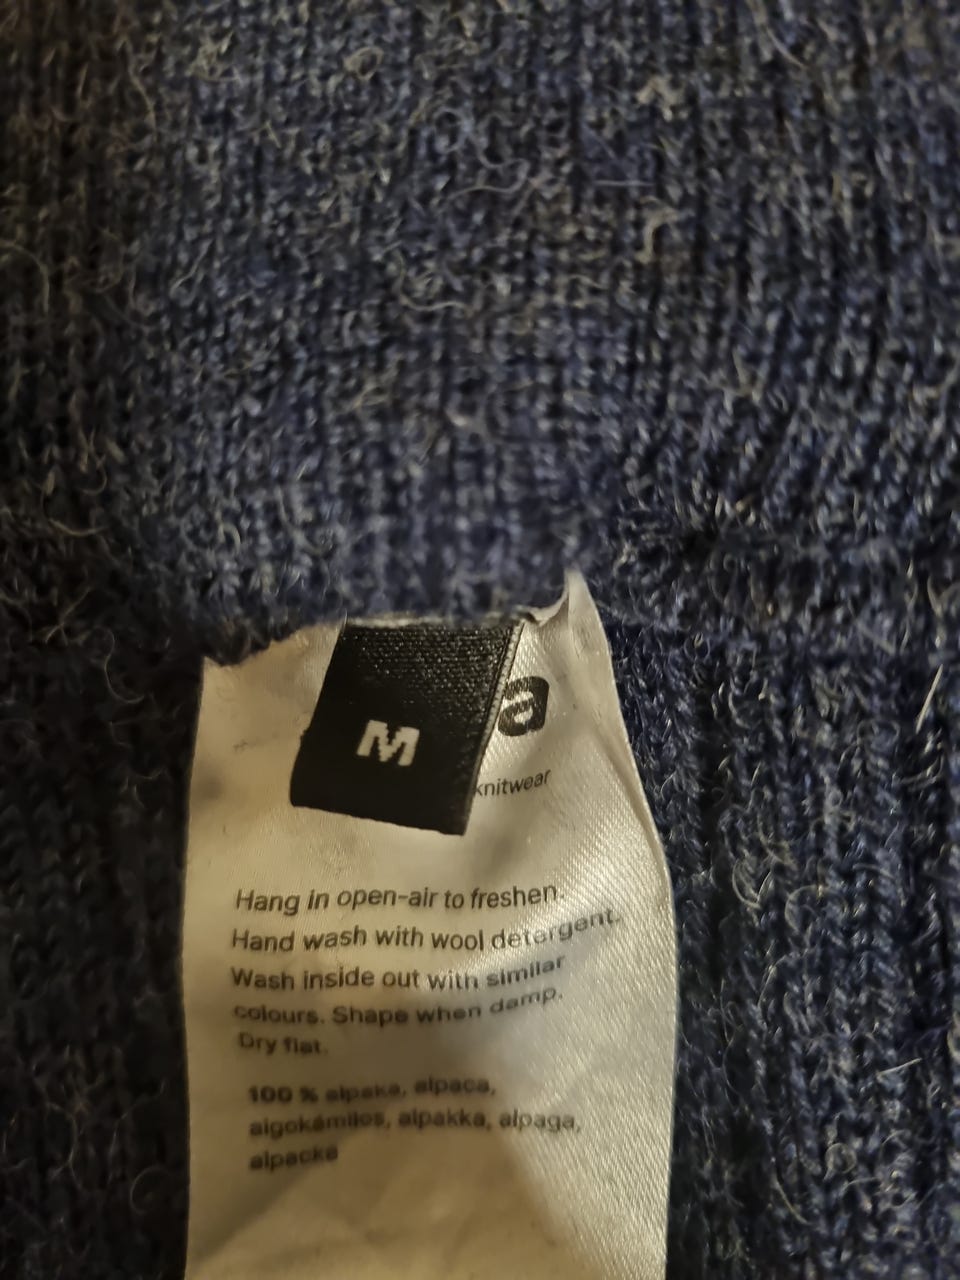 M
a
knitwear
Hang in open-air to freshen.
Hand wash with wool detergent.
Wash inside out with similar
colours. Shape when damp.
Dry flat.
100 % alpaka, alpaca,
aigokámilos, alpakka, alpaga,
alpacka